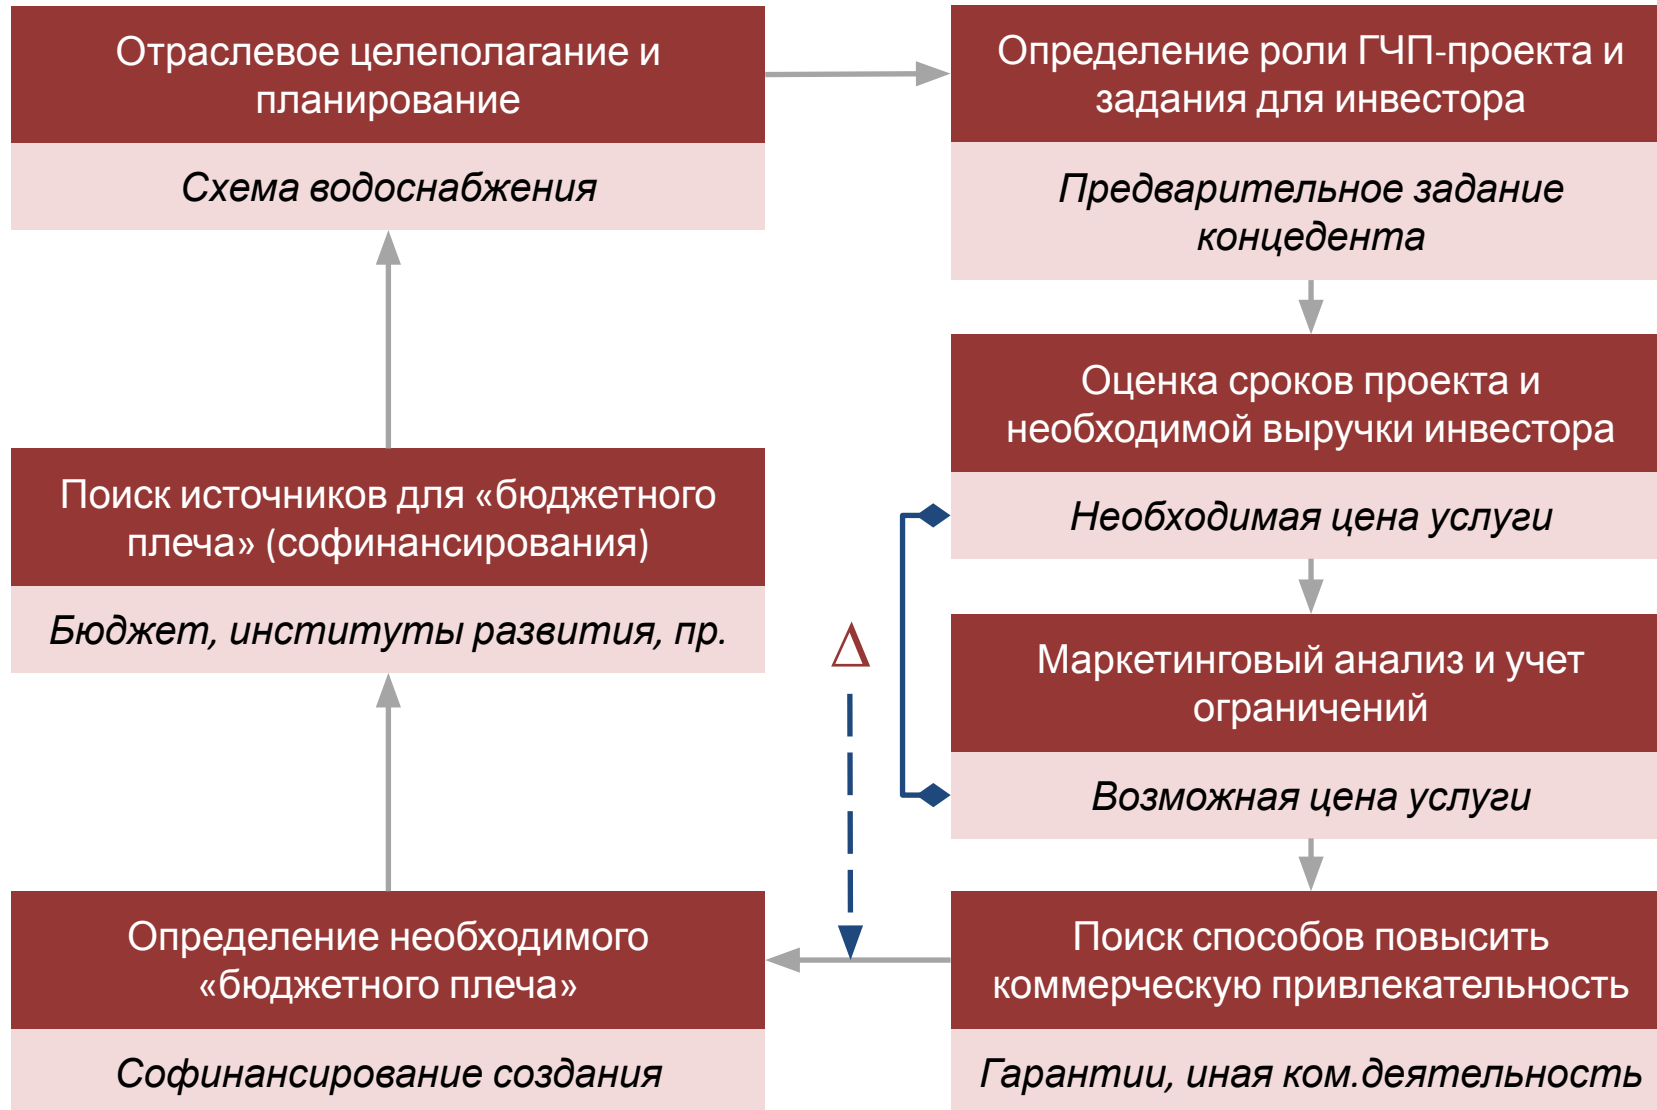 Отраслевое целеполагание и
планирование
Схема водоснабжения
Определение роли ГЧП-проекта и
задания для инвестора
Предварительное задание
концедента
Оценка сроков проекта и
необходимой выручки инвестора
Необходимая цена услуги
Маркетинговый анализ и учет
ограничений
Возможная цена услуги
Поиск способов повысить
коммерческую привлекательность
Гарантии, иная ком.деятельность
Δ
Определение необходимого
«бюджетного плеча»
Софинансирование создания
Поиск источников для «бюджетного
плеча» (софинансирования)
Бюджет, институты развития, пр.